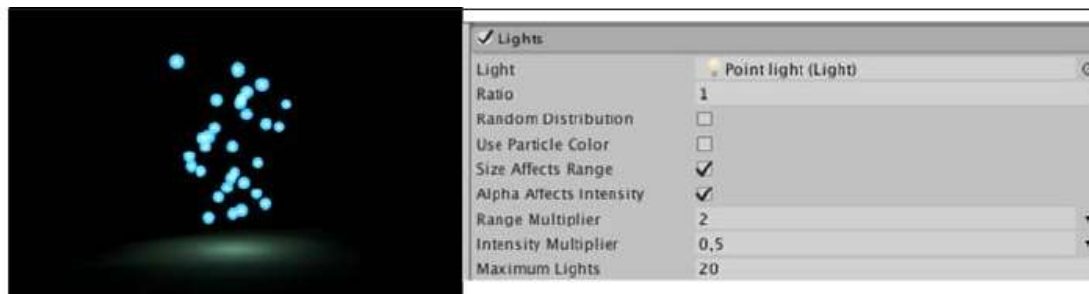 Lights
Light Point light (Light)
Ratio 1
Random Distribution
Use Particle Color
Size Affects Range
Alpha Affects Intensity
Range Multiplier 2
Intensity Multiplier 0,5
Maximum Lights 20